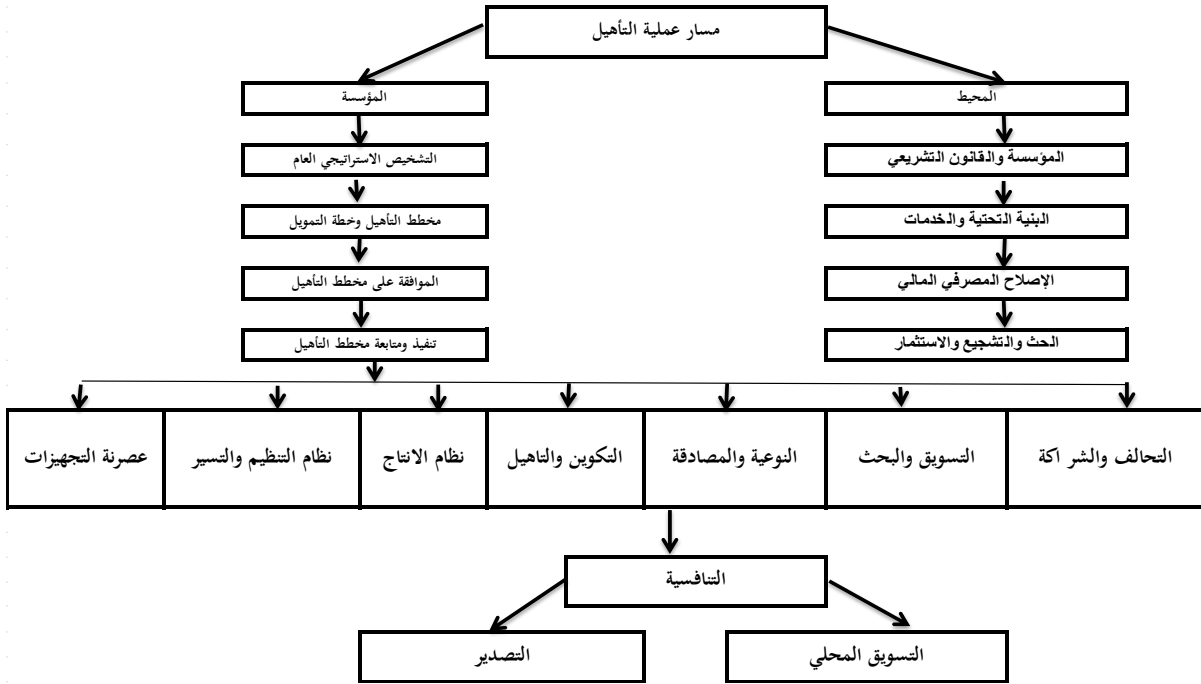 مسار عملية التأهيل
المحيط
المؤسسة
المؤسسة والقانون التشريعي
التشخيص الاستراتيجي العام
البنية التحتية والخدمات
مخطط التأهيل وخطة التمويل
الإصلاح المصرفي المالي
الموافقة على مخطط التأهيل
الحث والتشجيع والاستثمار
تنفيذ ومتابعة مخطط التأهيل
التحالف والشر اكة
التسويق والبحث
النوعية والمصادقة
التكوين والتاهيل
نظام الانتاج
نظام التنظيم والتسير
عصرنة التجهيزات
التنافسية
التسويق المحلي
التصدير